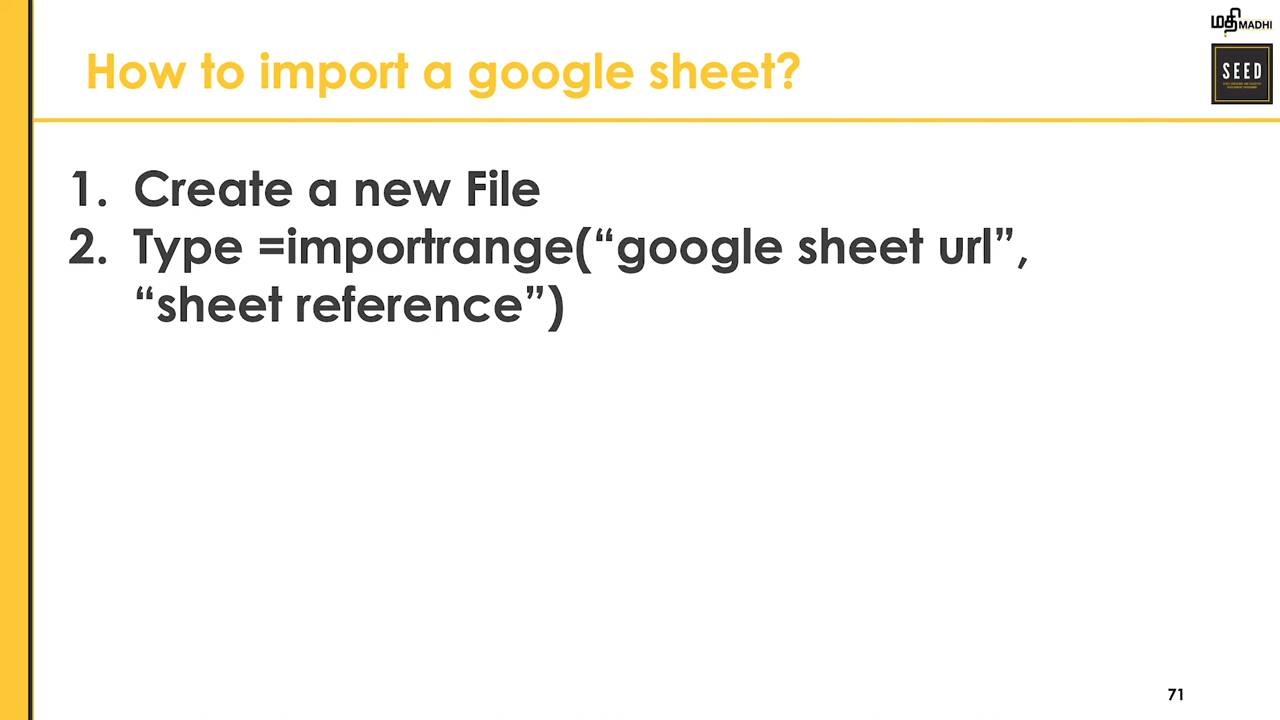 மதி MADHI
How to import a google sheet?
SEED
1. Create a new File
2. Type =importrange(“google sheet url”,
“sheet reference”)
71